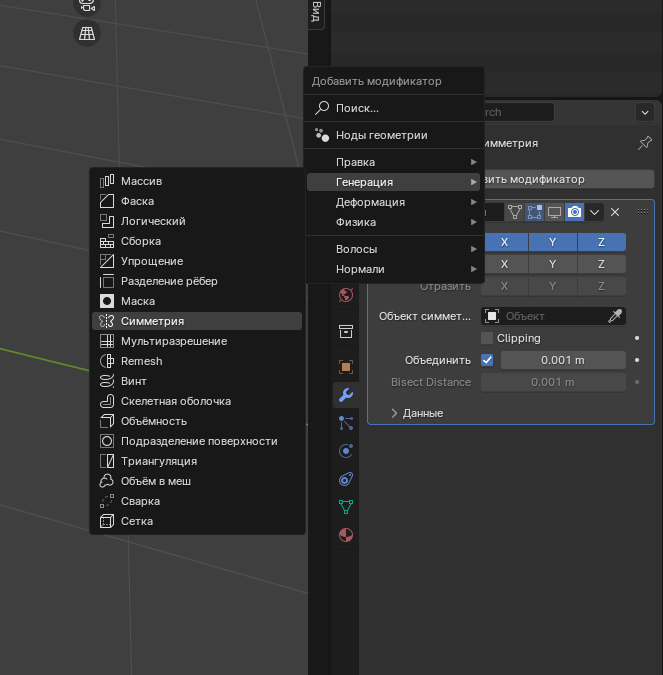 Вид
Добавить модификатор
Поиск...
Ноды геометрии
Правка
Генерация
Деформация
Физика
Волосы
Нормали
Массив
Фаска
Логический
Сборка
Упрощение
Разделение рёбер
Маска
Симметрия
Мультиразрешение
Remesh
Винт
Скелетная оболочка
Объёмность
Подразделение поверхности
Триангуляция
Объём в меш
Сварка
Сетка
rch
имметрия
вить модификатор
X Y Z
X Y Z
Отразить X Y Z
Объект симмет... Объект
Clipping
Объединить 0.001 m
Bisect Distance 0.001 m
Данные